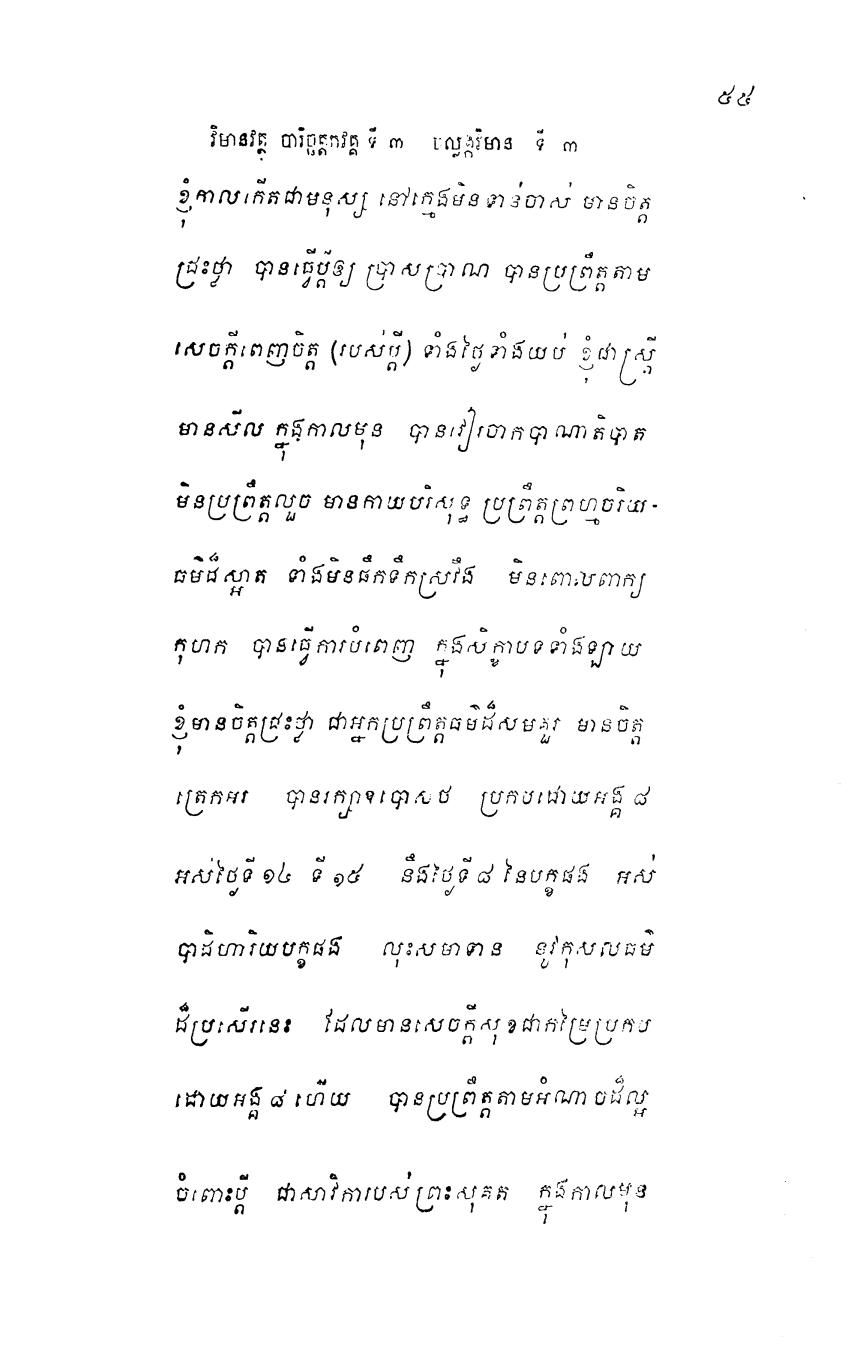 ៥៥
វិមានវត្ថុ បារិច្ឆត្តកវគ្គ ទី ៣ បល្លង្កវិមាន ទី ៣
ខ្ញុំកាលកើតជាមនុស្ស នៅក្មេងមិនទាន់ចាស់ មានចិត្ត
ជ្រះថ្លា បានធ្វើប្ដីឲ្យ ប្រោសប្រាណ បានប្រព្រឹត្តតាម
សេចក្ដីពេញចិត្ត (របស់ប្ដី) ទាំងថ្ងៃទាំងយប់ ខ្ញុំជាស្ត្រី
មានសីល ក្នុងកាលមុន បានវៀរចាកបាណាតិបាត
មិនប្រព្រឹត្តលួច មានកាយបរិសុទ្ធ ប្រព្រឹត្តព្រហ្មចរិយ-
ធម៌ដ៏ស្អាត ទាំងមិនផឹកទឹកស្រវឹង មិនពោលពាក្យ
កុហក បានធ្វើការបំពេញ ក្នុងសិក្ខាបទទាំងឡាយ
ខ្ញុំមានចិត្តជ្រះថ្លា ជាអ្នកប្រព្រឹត្តធម៌ដ៏សមគួរ មានចិត្ត
ត្រេកអរ បានរក្សាឧបោសថ ប្រកបដោយអង្គ ៨
អស់ថ្ងៃទី ១៤ ទី ១៥ នឹងថ្ងៃទី ៨ នៃបក្ខផង អស់
បាដិហារិយបក្ខផង លុះសមាទាន នូវកុសលធម៌
ដ៏ប្រសើរនេះ ដែលមានសេចក្ដីសុខជាកម្រៃប្រកប
ដោយអង្គ ៨ ហើយ បានប្រព្រឹត្តតាមអំណាចដ៏ល្អ
ចំពោះប្ដី ជាសាវិការបស់ព្រះសុគត ក្នុងកាលមុន